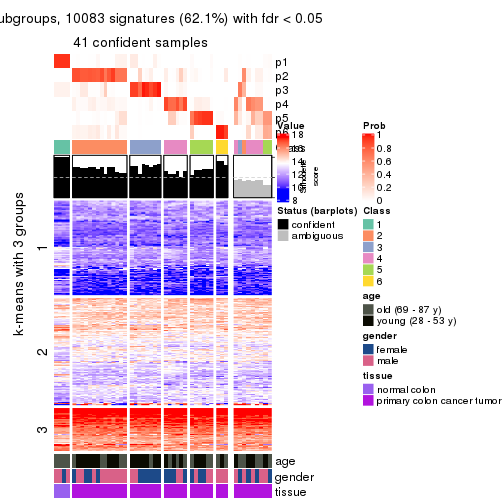 ubgroups, 10083 signatures (62.1%) with fdr < 0.05
41 confident samples
p1
p2
p3
p4
p5
Value
18
16
14
12
10
8
score
Status (barplots)
confident
ambiguous
Prob
1
0.8
0.6
0.4
0.2
0
Class
1
2
3
4
5
6
age
old (69 - 87 y)
young (28 - 53 y)
gender
female
male
tissue
normal colon
primary colon cancer tumor
k-means with 3 groups
1
2
3
age
gender
tissue